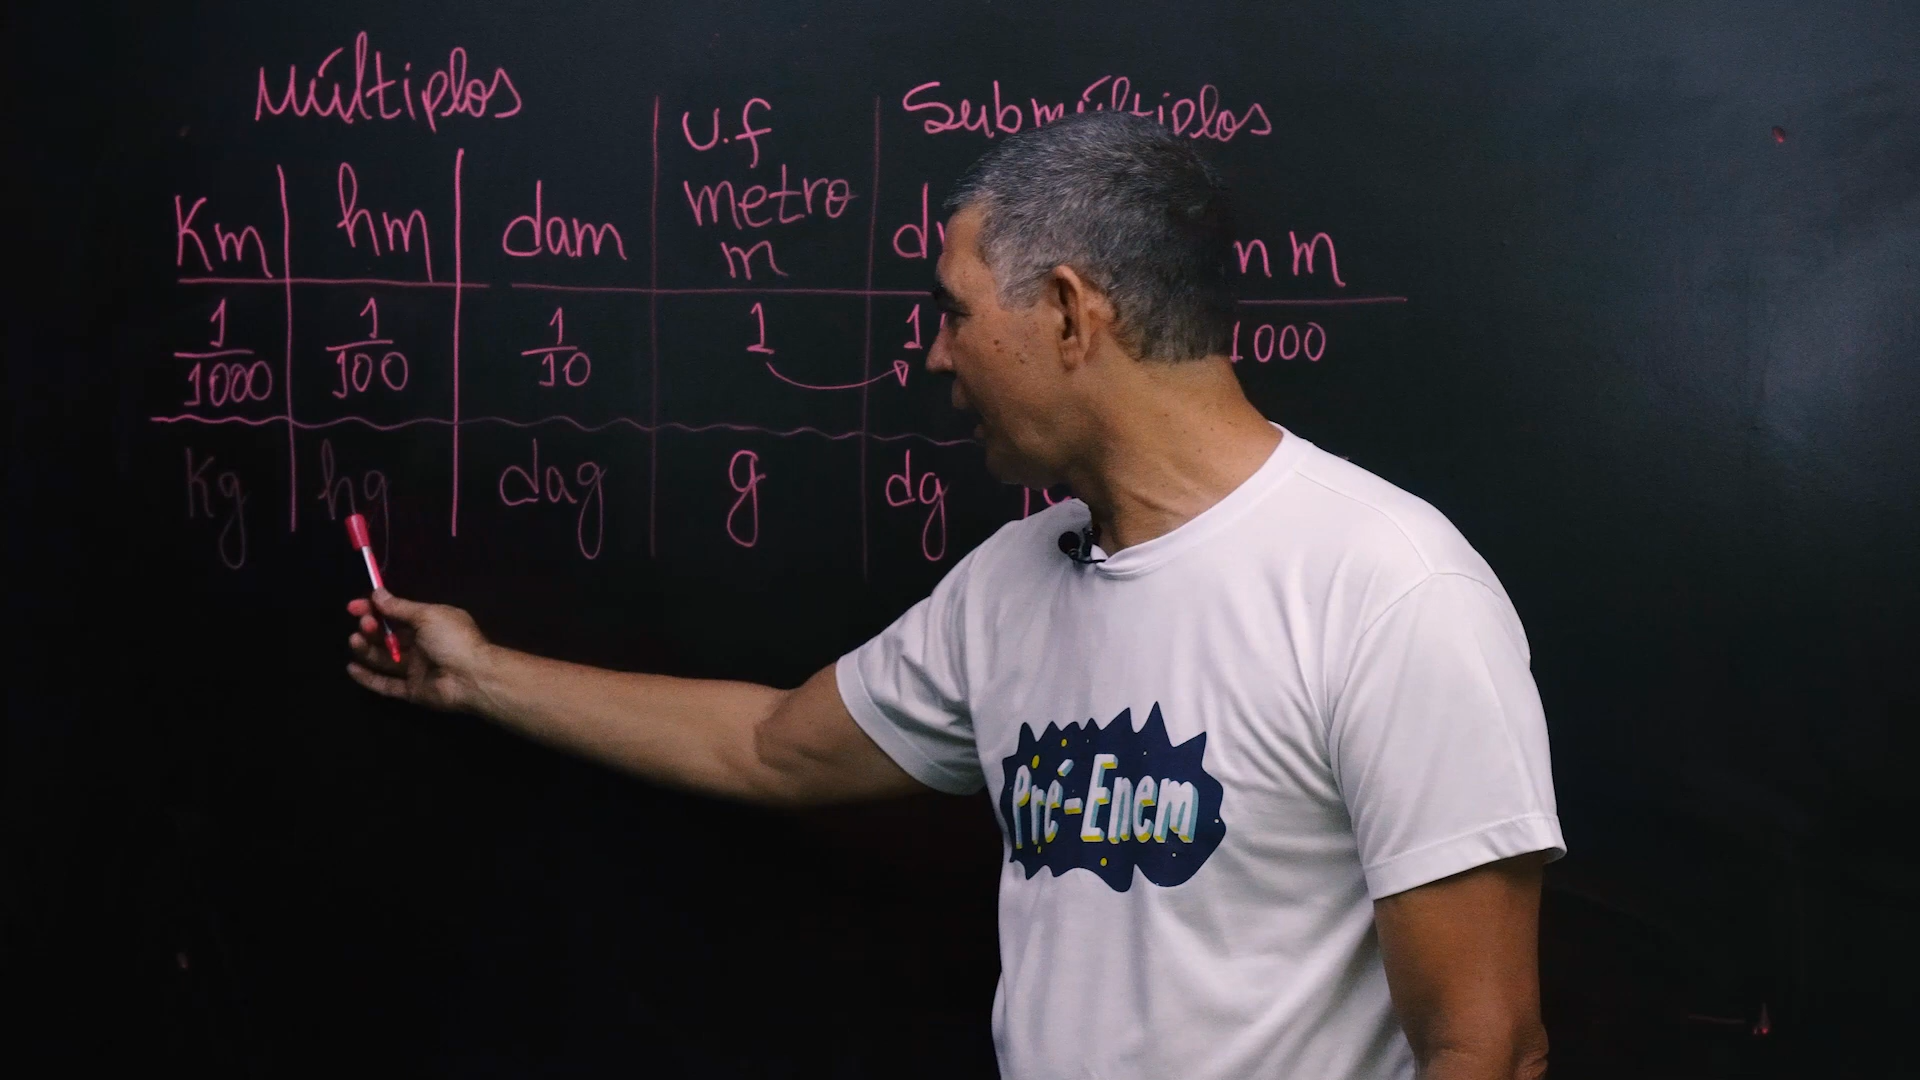 Múltiplos U.f Submúltiplos
Km hm dam metro
m mm
1/1000 1/100 1/10 1 1000
Kg hg dag g dg
Pré-Enem